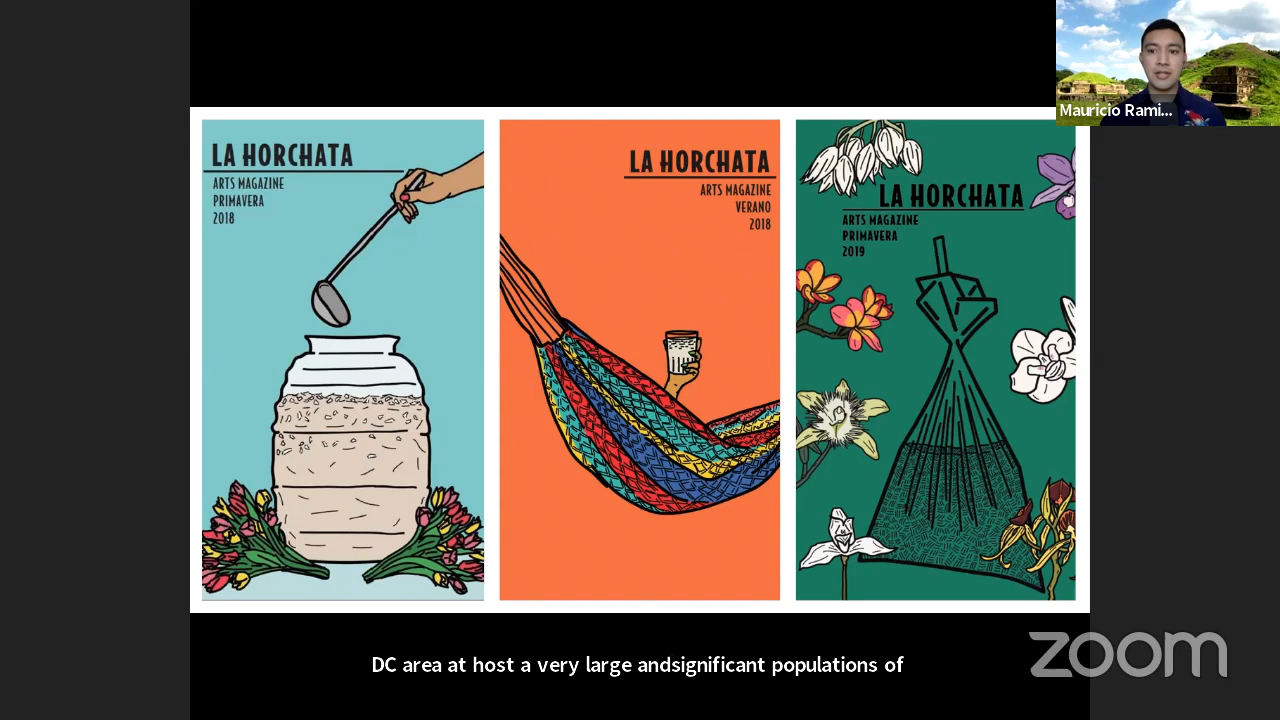 LA HORCHATA
ARTS MAGAZINE
PRIMAVERA
2018
LA HORCHATA
ARTS MAGAZINE
VERANO
2018
LA HORCHATA
ARTS MAGAZINE
PRIMAVERA
2019
Mauricio Rami...
DC area at host a very large andsignificant populations of
zoom